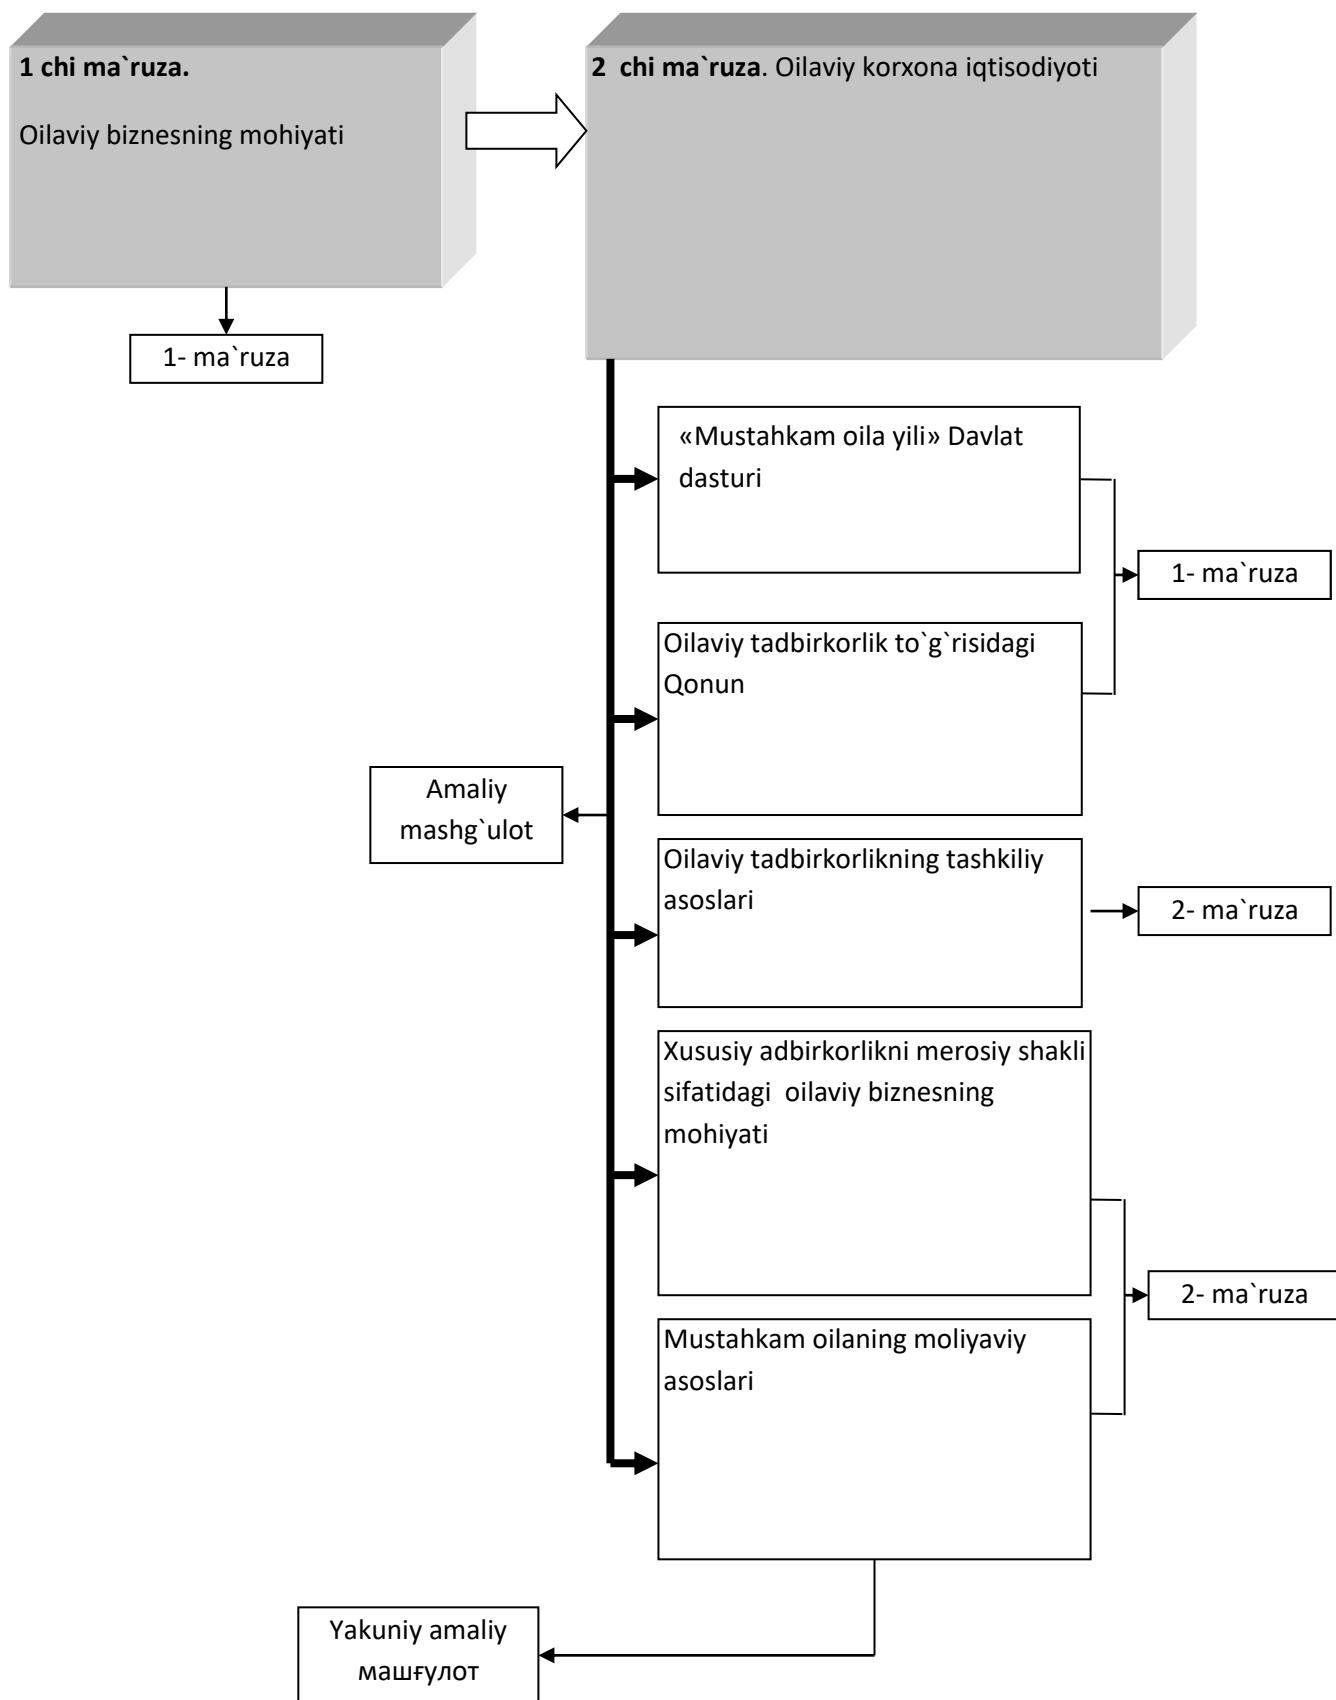 1 chi ma`ruza.
Oilaviy biznesning mohiyati
2  chi ma`ruza. Oilaviy korxona iqtisodiyoti
1- ma`ruza
«Mustahkam oila yili» Davlat
dasturi
1- ma`ruza
Oilaviy tadbirkorlik to`g`risidagi
Qonun
Amaliy
mashg`ulot
Oilaviy tadbirkorlikning tashkiliy
asoslari
2- ma`ruza
Xususiy adbirkorlikni merosiy shakli
sifatidagi  oilaviy biznesning
mohiyati
2- ma`ruza
Mustahkam oilaning moliyaviy
asoslari
Yakuniy amaliy
машғулот